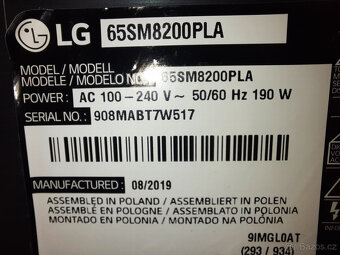 LG 65SM8200PLA
MODEL / MODELL
MODELE / MODELO NO. 65SM8200PLA
POWER: AC 100-240 V~ 50/60 Hz 190 W
SERIAL NO.: 908MABT7W517
MANUFACTURED : 08/2019
ASSEMBLED IN POLAND / ASSEMBLIERT IN POLEN
ASSEMBLÉ EN POLOGNE / ASSEMBLATO IN POLONIA
MONTADO EN POLONIA / MONTADO NA POLÔNIA
9IMGL0AT
(293 / 934)